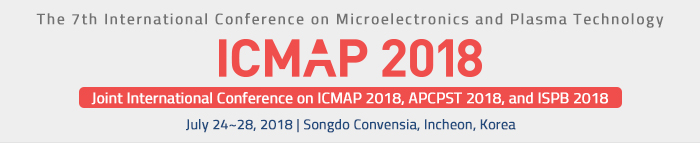 The 7th International Conference on Microelectronics and Plasma Technology
ICMAP 2018
Joint International Conference on ICMAP 2018, APCPST 2018, and ISPB 2018
July 24~28, 2018 | Songdo Convensia, Incheon, Korea